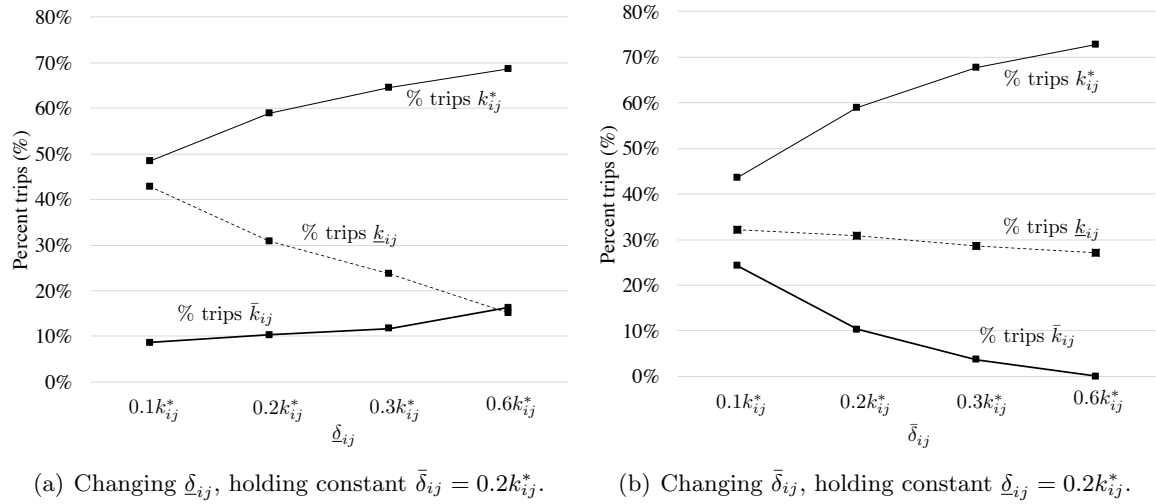 80%
70%
60%
50%
40%
30%
20%
10%
0%
Percent trips (%)
% trips k*ij
% trips k̲ij
% trips k̄ij
0.1k*ij 0.2k*ij 0.3k*ij 0.6k*ij
δ̲ij
(a) Changing δ̲ij, holding constant δ̄ij = 0.2k*ij.
80%
70%
60%
50%
40%
30%
20%
10%
0%
Percent trips (%)
% trips k*ij
% trips k̲ij
% trips k̄ij
0.1k*ij 0.2k*ij 0.3k*ij 0.6k*ij
δ̄ij
(b) Changing δ̄ij, holding constant δ̲ij = 0.2k*ij.